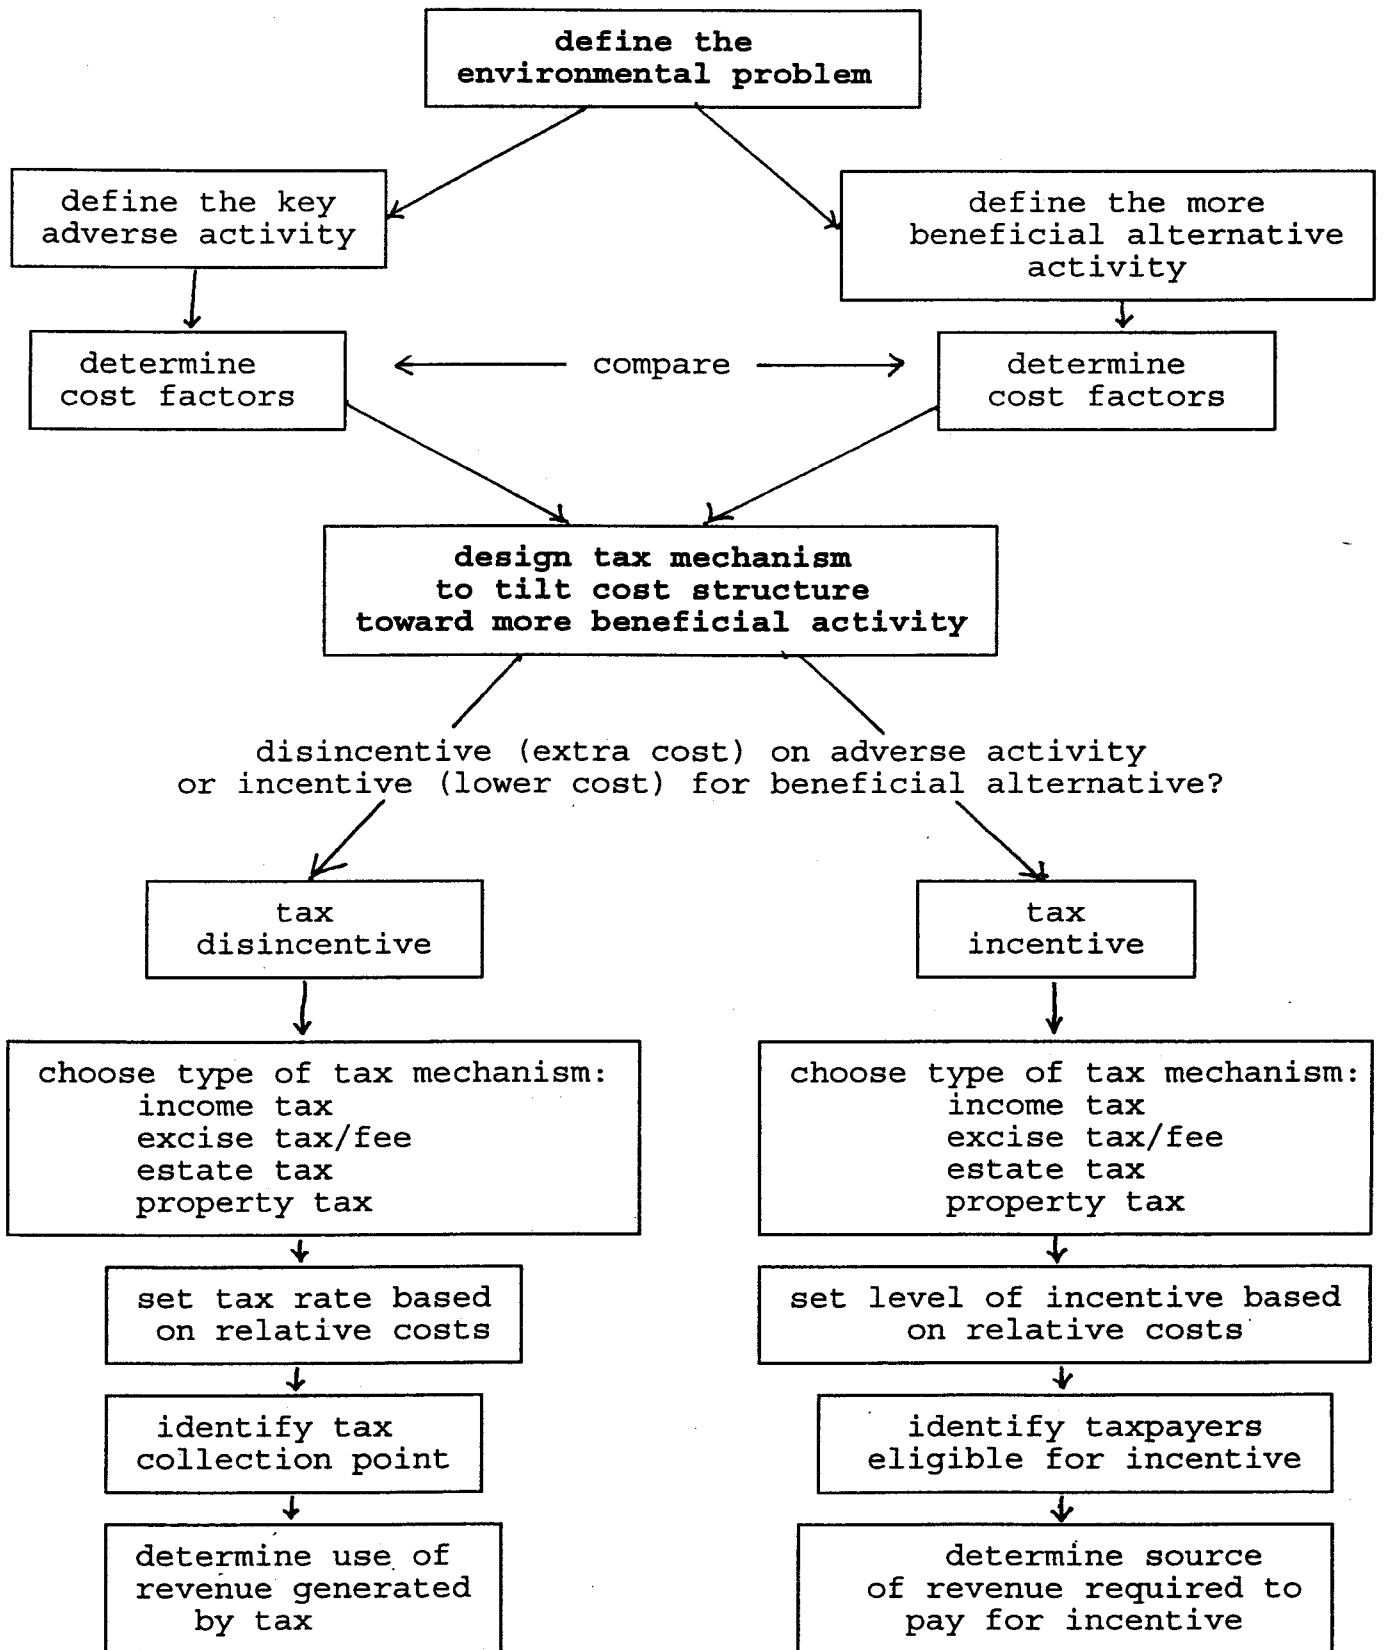 define the
environmental problem
define the key
adverse activity
define the more
beneficial alternative
activity
determine
cost factors
compare
determine
cost factors
design tax mechanism
to tilt cost structure
toward more beneficial activity
disincentive (extra cost) on adverse activity
or incentive (lower cost) for beneficial alternative?
tax
disincentive
tax
incentive
choose type of tax mechanism:
income tax
excise tax/fee
estate tax
property tax
choose type of tax mechanism:
income tax
excise tax/fee
estate tax
property tax
set tax rate based
on relative costs
set level of incentive based
on relative costs
identify tax
collection point
identify taxpayers
eligible for incentive
determine use of
revenue generated
by tax
determine source
of revenue required to
pay for incentive